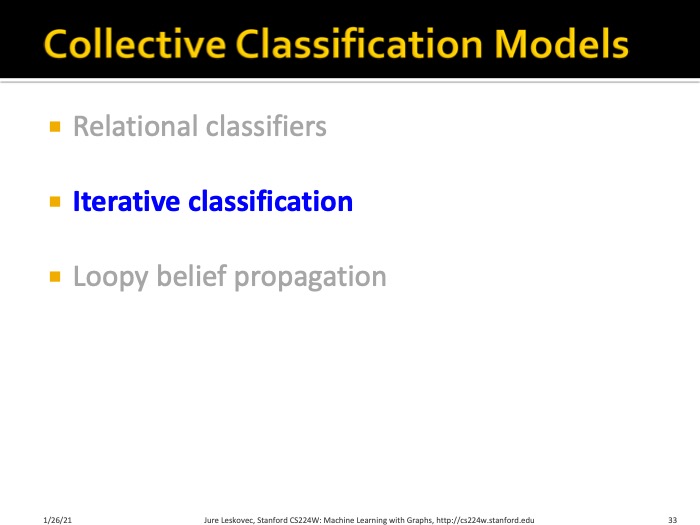 Collective Classification Models
Relational classifiers
Iterative classification
Loopy belief propagation
1/26/21
Jure Leskovec, Stanford CS224W: Machine Learning with Graphs, http://cs224w.stanford.edu
33